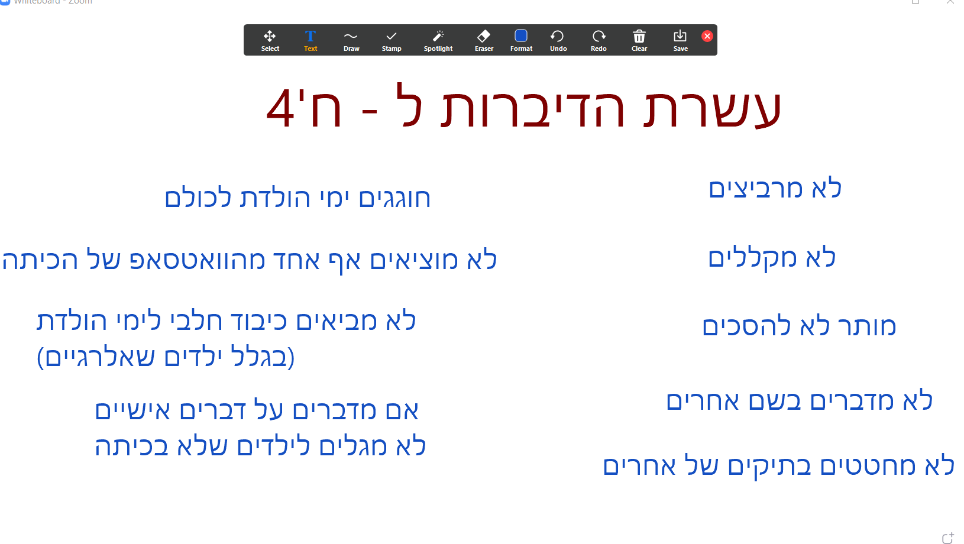 Whiteboard - Zoom
Select Text Draw Stamp Spotlight Eraser Format Undo Redo Clear Save
עשרת הדיברות ל - ח'4
לא מרביצים
לא מקללים
מותר לא להסכים
לא מדברים בשם אחרים
לא מחטטים בתיקים של אחרים
חוגגים ימי הולדת לכולם
לא מוציאים אף אחד מהוואטסאפ של הכיתה
לא מביאים כיבוד חלבי לימי הולדת
(בגלל ילדים שאלרגיים)
אם מדברים על דברים אישיים
לא מגלים לילדים שלא בכיתה